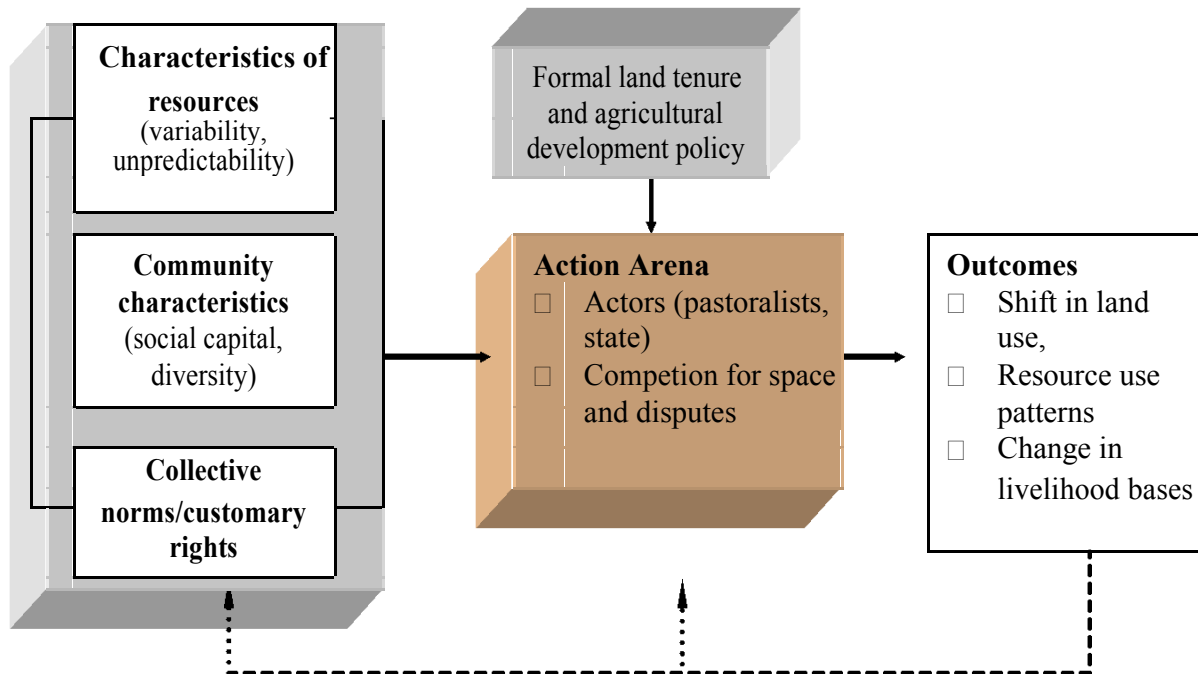 Characteristics of
resources
(variability,
unpredictability)
Community
characteristics
(social capital,
diversity)
Collective
norms/customary
rights
Formal land tenure
and agricultural
development policy
Action Arena
Actors (pastoralists,
state)
Competion for space
and disputes
Outcomes
Shift in land
use,
Resource use
patterns
Change in
livelihood bases